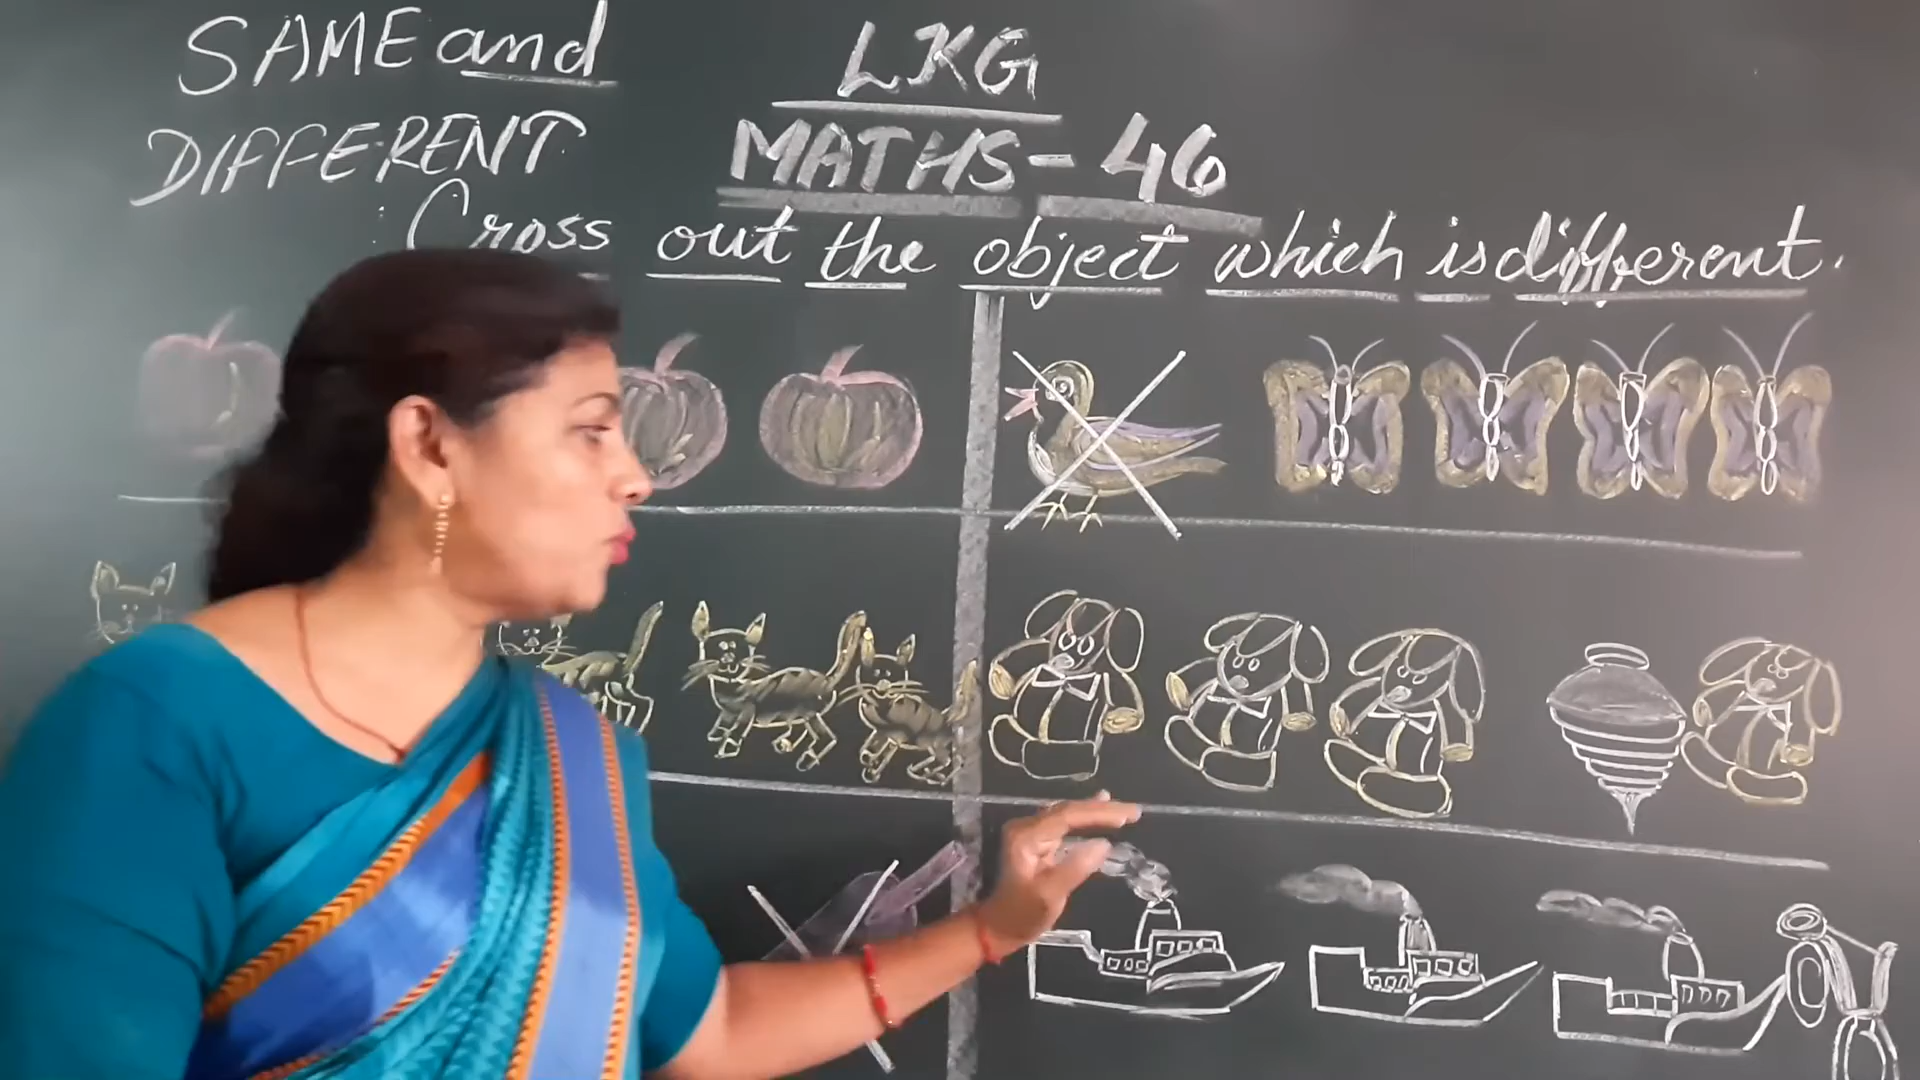 SAME and
DIFFERENT
LKG
MATHS-46
Cross out the object which is different.